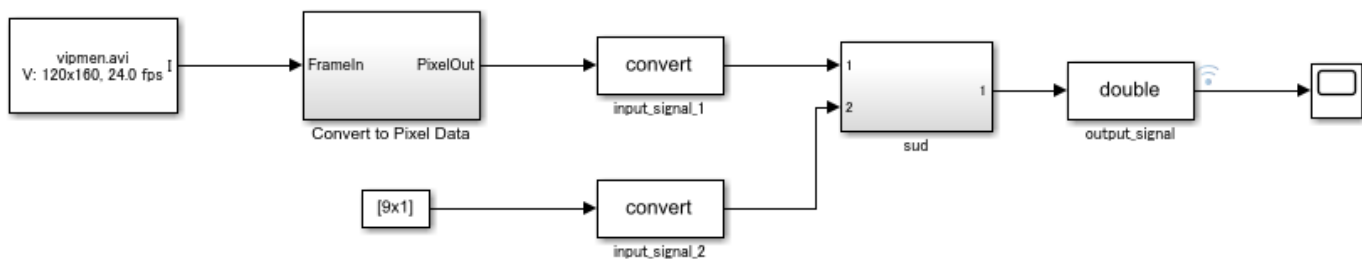 vipmen.avi
V: 120x160, 24.0 fps
I
FrameIn
PixelOut
Convert to Pixel Data
convert
input_signal_1
1
2
1
sud
double
output_signal
[9x1]
convert
input_signal_2